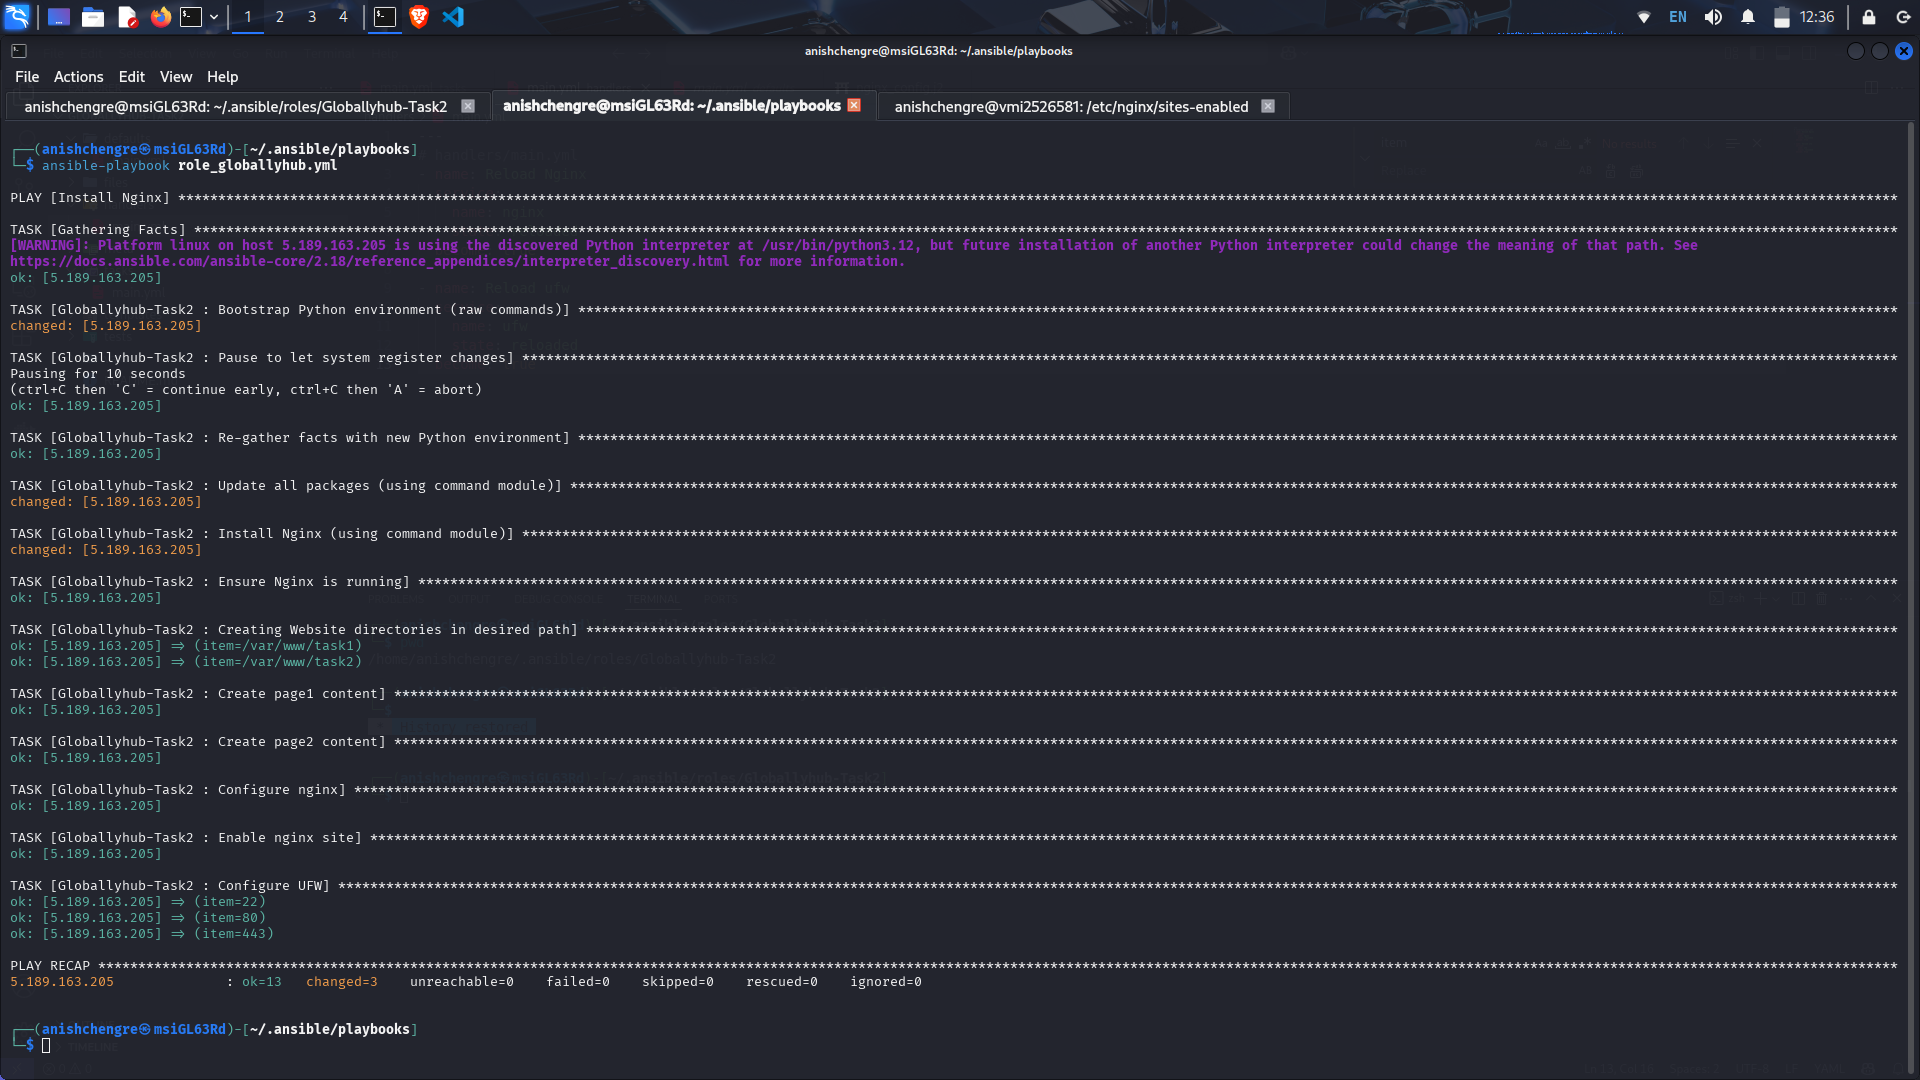 1 2 3 4 EN 12:36
anishchengre@msiGL63Rd: ~/.ansible/playbooks
File Actions Edit View Help
anishchengre@msiGL63Rd: ~/.ansible/roles/Globallyhub-Task2 anishchengre@msiGL63Rd: ~/.ansible/playbooks anishchengre@vmi2526581: /etc/nginx/sites-enabled
┌──(anishchengre㉿msiGL63Rd)-[~/.ansible/playbooks]
└─$ ansible-playbook role_globallyhub.yml
PLAY [Install Nginx] ****
TASK [Gathering Facts] ****
[WARNING]: Platform linux on host 5.189.163.205 is using the discovered Python interpreter at /usr/bin/python3.12, but future installation of another Python interpreter could change the meaning of that path. See
https://docs.ansible.com/ansible-core/2.18/reference_appendices/interpreter_discovery.html for more information.
ok: [5.189.163.205]
TASK [Globallyhub-Task2 : Bootstrap Python environment (raw commands)] ****
changed: [5.189.163.205]
TASK [Globallyhub-Task2 : Pause to let system register changes] ****
Pausing for 10 seconds
(ctrl+C then 'C' = continue early, ctrl+C then 'A' = abort)
ok: [5.189.163.205]
TASK [Globallyhub-Task2 : Re-gather facts with new Python environment] ****
ok: [5.189.163.205]
TASK [Globallyhub-Task2 : Update all packages (using command module)] ****
changed: [5.189.163.205]
TASK [Globallyhub-Task2 : Install Nginx (using command module)] ****
changed: [5.189.163.205]
TASK [Globallyhub-Task2 : Ensure Nginx is running] ****
ok: [5.189.163.205]
TASK [Globallyhub-Task2 : Creating Website directories in desired path] ****
ok: [5.189.163.205] => (item=/var/www/task1)
ok: [5.189.163.205] => (item=/var/www/task2)
TASK [Globallyhub-Task2 : Create page1 content] ****
ok: [5.189.163.205]
TASK [Globallyhub-Task2 : Create page2 content] ****
ok: [5.189.163.205]
TASK [Globallyhub-Task2 : Configure nginx] ****
ok: [5.189.163.205]
TASK [Globallyhub-Task2 : Enable nginx site] ****
ok: [5.189.163.205]
TASK [Globallyhub-Task2 : Configure UFW] ****
ok: [5.189.163.205] => (item=22)
ok: [5.189.163.205] => (item=80)
ok: [5.189.163.205] => (item=443)
PLAY RECAP ****
5.189.163.205 : ok=13 changed=3 unreachable=0 failed=0 skipped=0 rescued=0 ignored=0
┌──(anishchengre㉿msiGL63Rd)-[~/.ansible/playbooks]
└─$